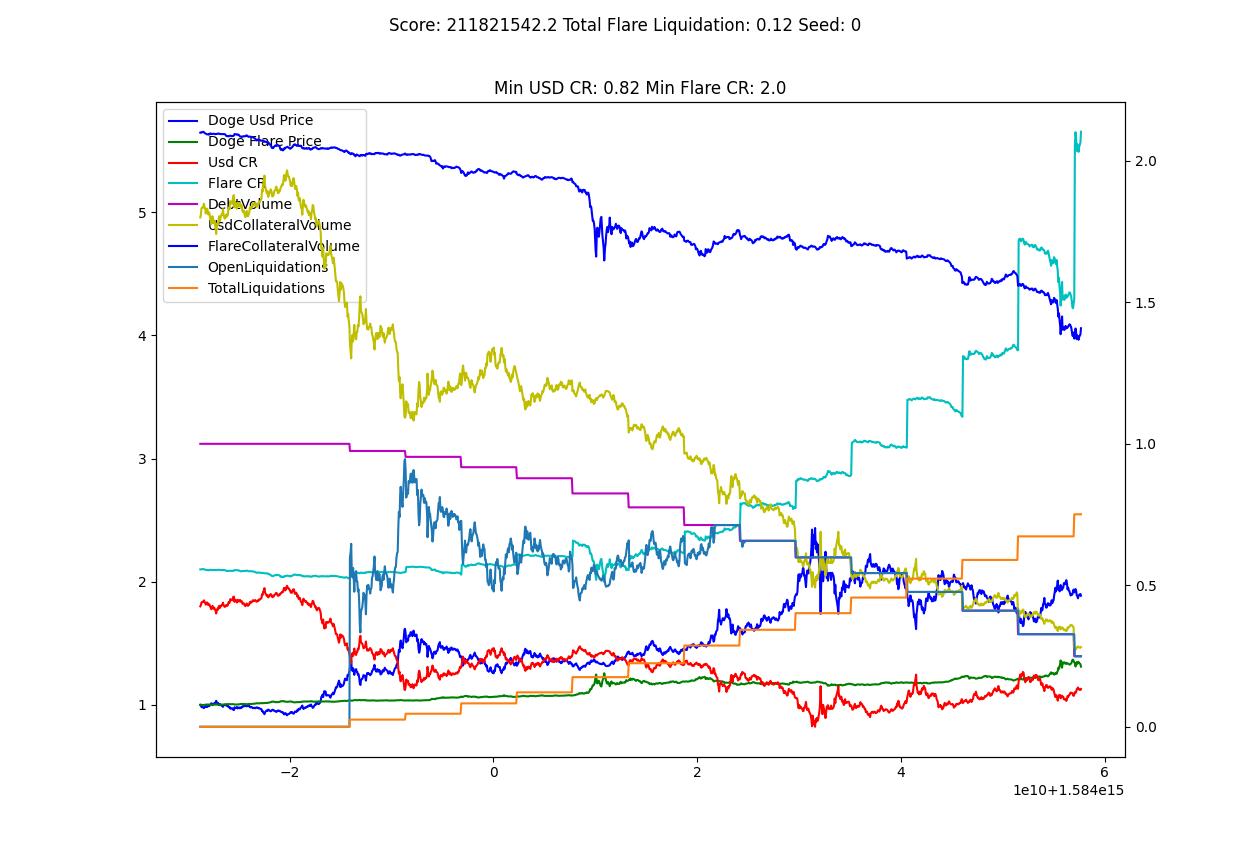 Score: 211821542.2 Total Flare Liquidation: 0.12 Seed: 0
Min USD CR: 0.82 Min Flare CR: 2.0
Doge Usd Price
Doge Flare Price
Usd CR
Flare CR
DebtVolume
UsdCollateralVolume
FlareCollateralVolume
OpenLiquidations
TotalLiquidations
5
4
3
2
1
2.0
1.5
1.0
0.5
0.0
−2
0
2
4
6
1e10+1.584e15